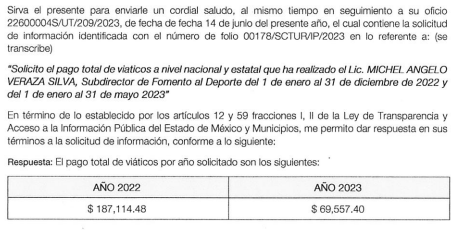 Sirva el presente para enviarle un cordial saludo, al mismo tiempo en seguimiento a su oficio
22600004S/UT/209/2023, de fecha de fecha 14 de junio del presente año, el cual contiene la solicitud
de información identificada con el número de folio 00178/SCTUR/IP/2023 en lo referente a: (se
transcribe)
"Solicito el pago total de viaticos a nivel nacional y estatal que ha realizado el Lic. MICHEL ANGELO
VERAZA SILVA, Subdirector de Fornento al Deporte del 1 de enero al 31 de diciembre de 2022 y
del 1 de enero al 31 de mayo 2023"
En término de lo establecido por los artículos 12 y 59 fracciones I, II de la Ley de Transparencia y
Acceso a la Información Pública del Estado de México y Municipios, me permito dar respuesta en sus
términos a la solicitud de información, conforme a lo siguiente:
Respuesta: El pago total de viáticos por año solicitado son los siguientes:
AÑO 2022 AÑO 2023
$ 187,114.48 $ 69,557.40